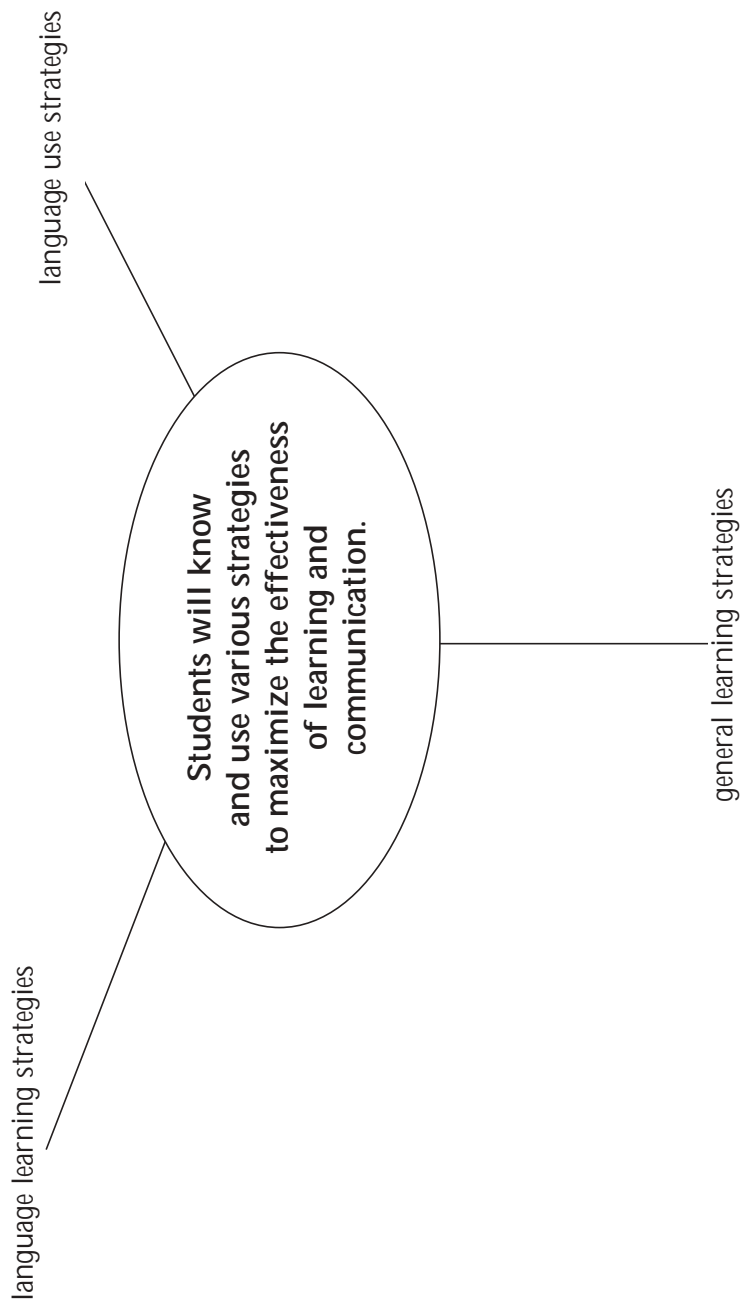 language learning strategies
language use strategies
Students will know
and use various strategies
to maximize the effectiveness
of learning and
communication.
general learning strategies